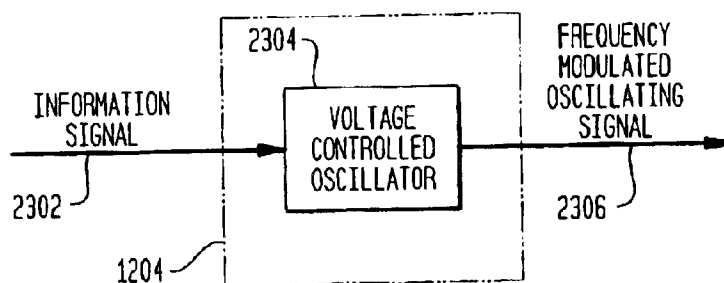 2304
FREQUENCY
MODULATED
OSCILLATING
SIGNAL
INFORMATION
SIGNAL
VOLTAGE
CONTROLLED
OSCILLATOR
2302
2306
1204